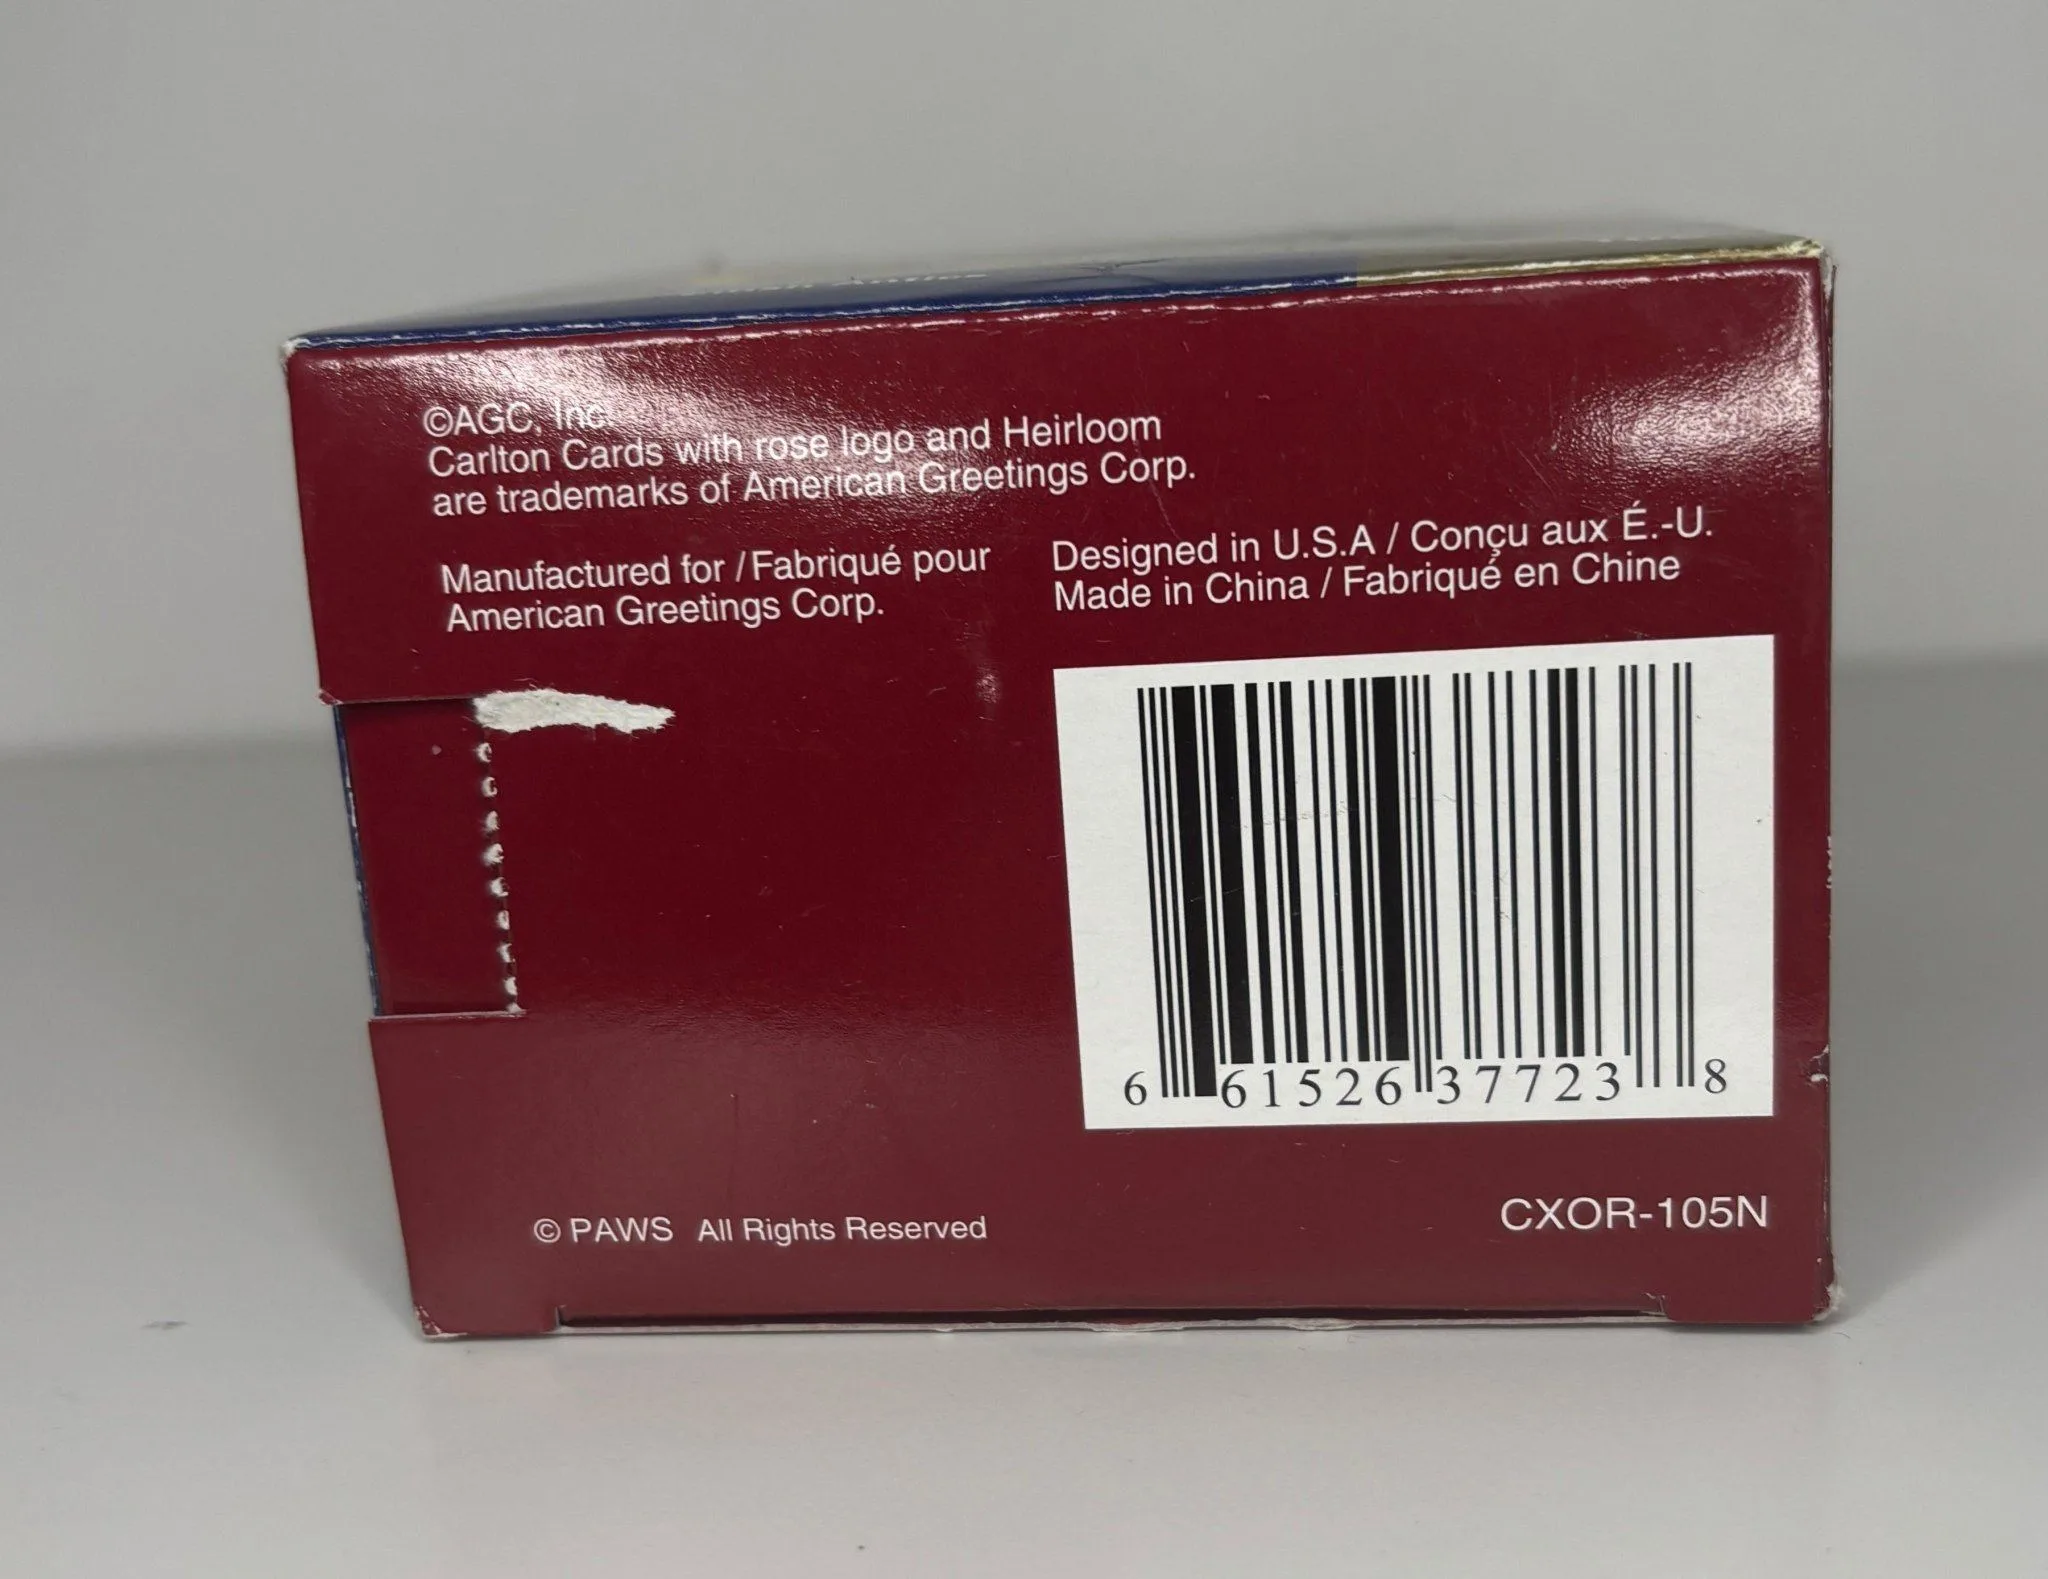 ©AGC, Inc.
Carlton Cards with rose logo and Heirloom
are trademarks of American Greetings Corp.
Manufactured for / Fabriqué pour
American Greetings Corp.
Designed in U.S.A / Conçu aux É.-U.
Made in China / Fabriqué en Chine
6 61526 37723 8
© PAWS All Rights Reserved
CXOR-105N